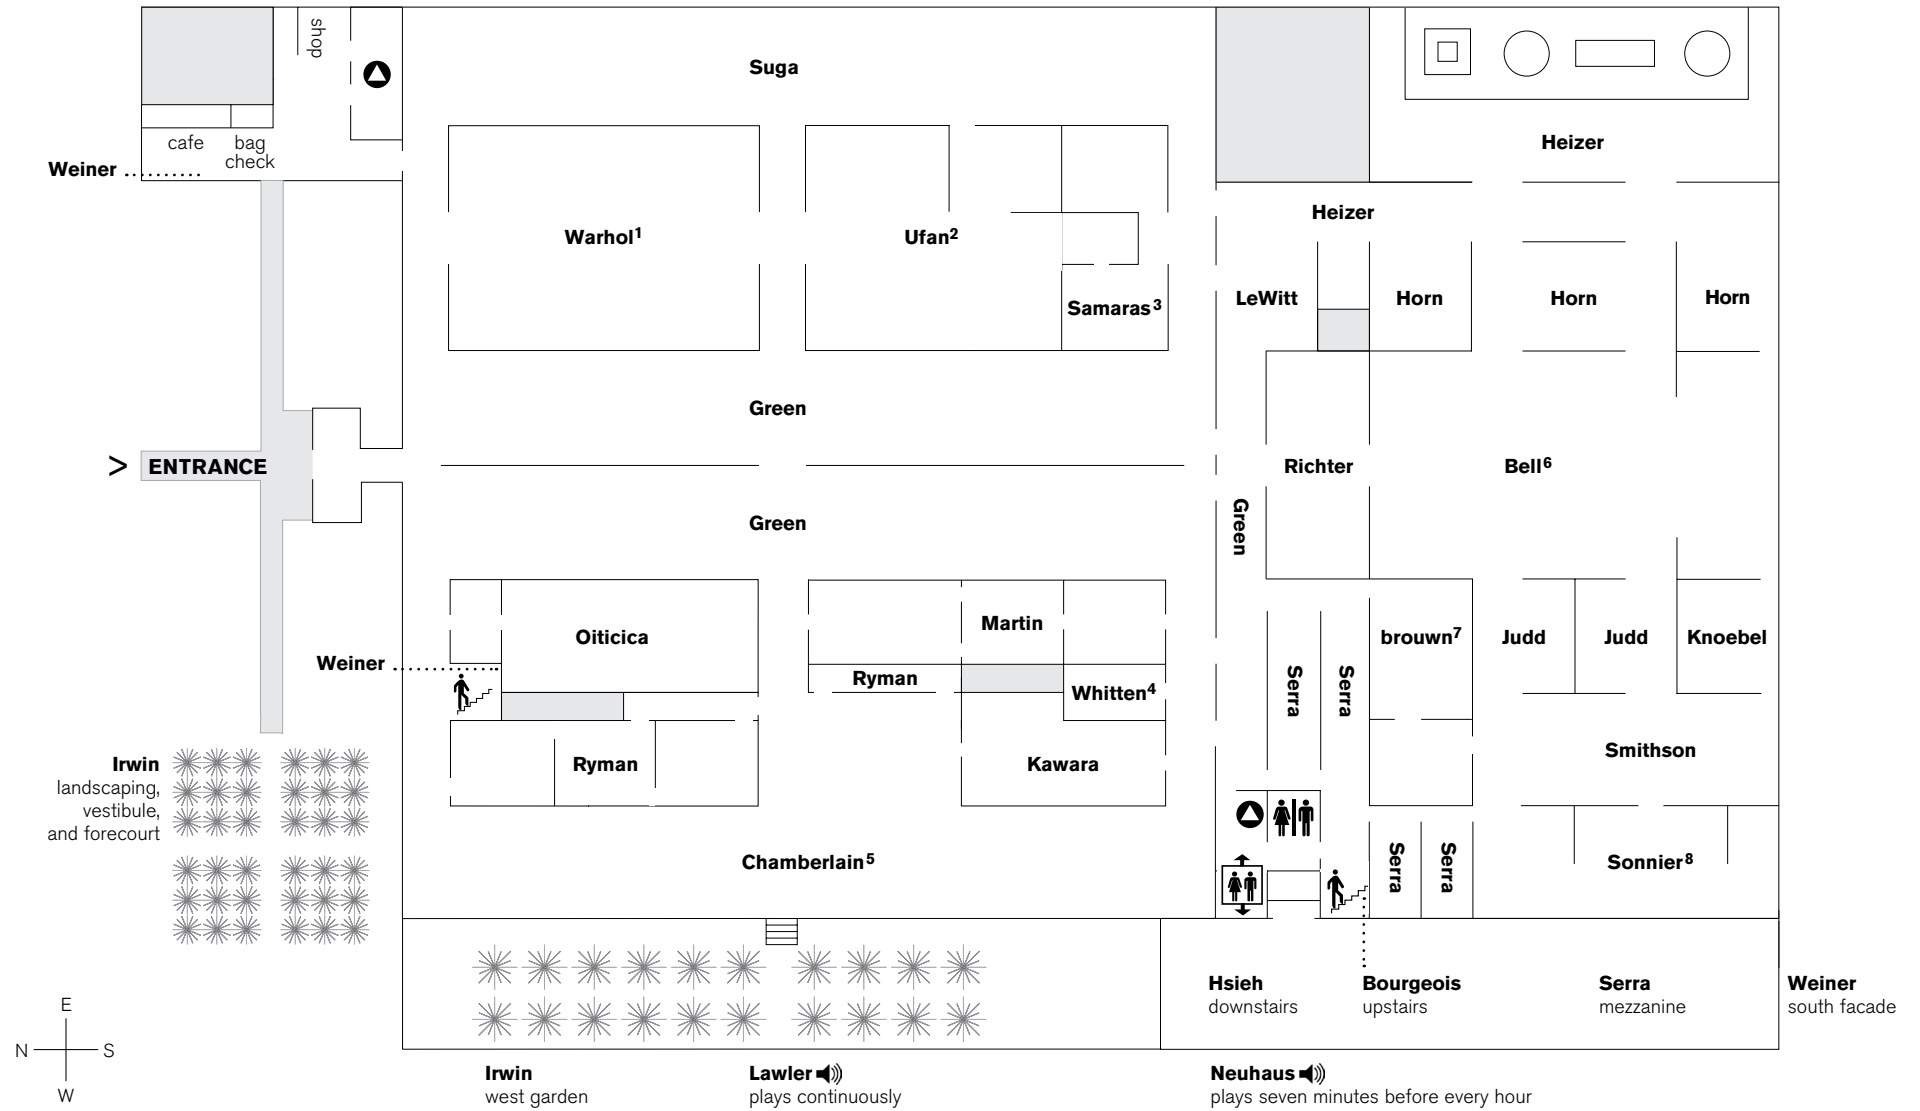 shop
Suga
cafe
bag
check
Weiner
Heizer
Heizer
Warhol1
Ufan2
Samaras3
LeWitt
Horn
Horn
Horn
Green
> ENTRANCE
Richter
Bell6
Green
Green
Oiticica
Martin
brouwn7
Judd
Judd
Knoebel
Weiner
Ryman
Whitten4
Serra
Serra
Irwin
landscaping,
vestibule,
and forecourt
Ryman
Kawara
Smithson
Chamberlain5
Serra
Serra
Sonnier8
Hsieh
downstairs
Bourgeois
upstairs
Serra
mezzanine
Weiner
south facade
E
N S
W
Irwin
west garden
Lawler
plays continuously
Neuhaus
plays seven minutes before every hour